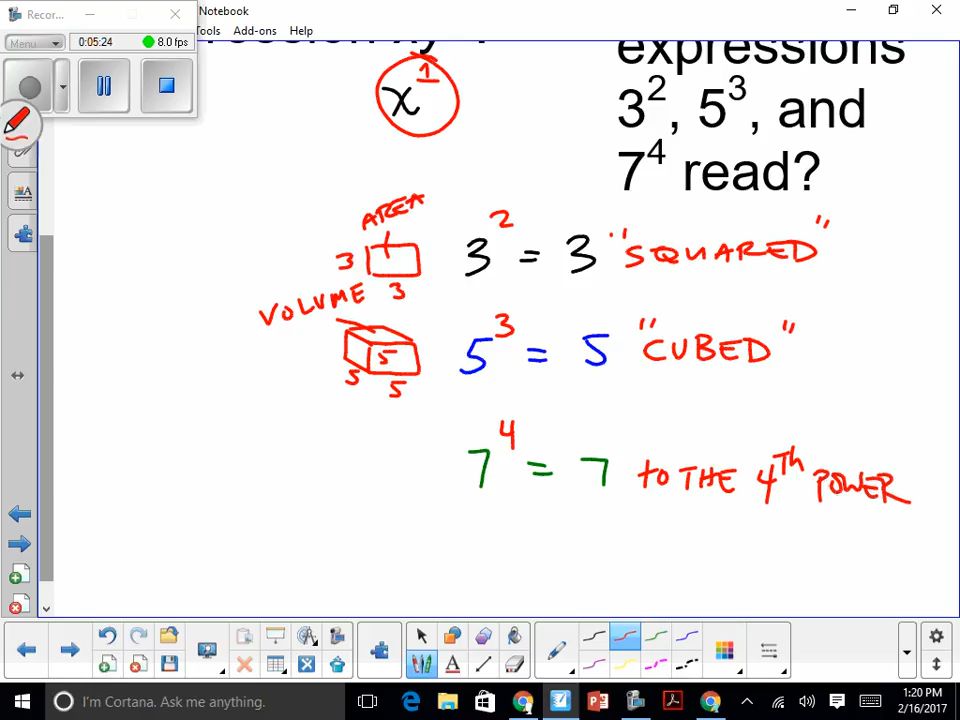 Recor...
Notebook
Menu
0:05:24
8.0 fps
Tools Add-ons Help
expressions
3², 5³, and
7⁴ read?
x¹
AREA
3
3
3² = 3 "SQUARED"
VOLUME
5
5
5
5³ = 5 "CUBED"
7⁴ = 7 to THE 4Th POWER
I'm Cortana. Ask me anything.
1:20 PM
2/16/2017